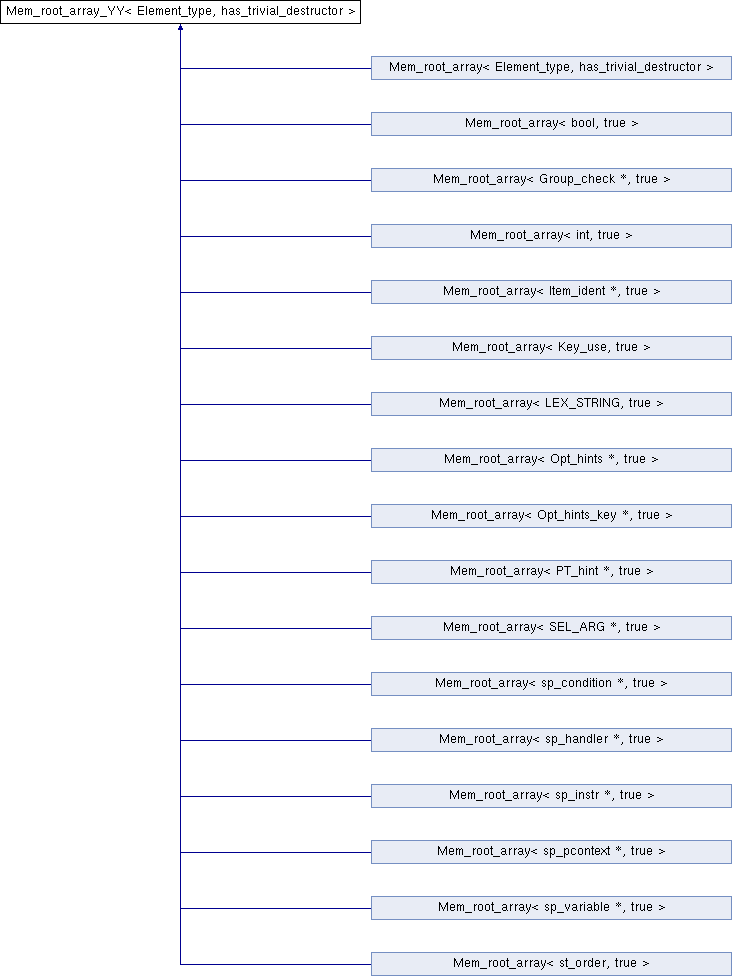 Mem_root_array_YY< Element_type, has_trivial_destructor >
Mem_root_array< Element_type, has_trivial_destructor >
Mem_root_array< bool, true >
Mem_root_array< Group_check *, true >
Mem_root_array< int, true >
Mem_root_array< Item_ident *, true >
Mem_root_array< Key_use, true >
Mem_root_array< LEX_STRING, true >
Mem_root_array< Opt_hints *, true >
Mem_root_array< Opt_hints_key *, true >
Mem_root_array< PT_hint *, true >
Mem_root_array< SEL_ARG *, true >
Mem_root_array< sp_condition *, true >
Mem_root_array< sp_handler *, true >
Mem_root_array< sp_instr *, true >
Mem_root_array< sp_pcontext *, true >
Mem_root_array< sp_variable *, true >
Mem_root_array< st_order, true >